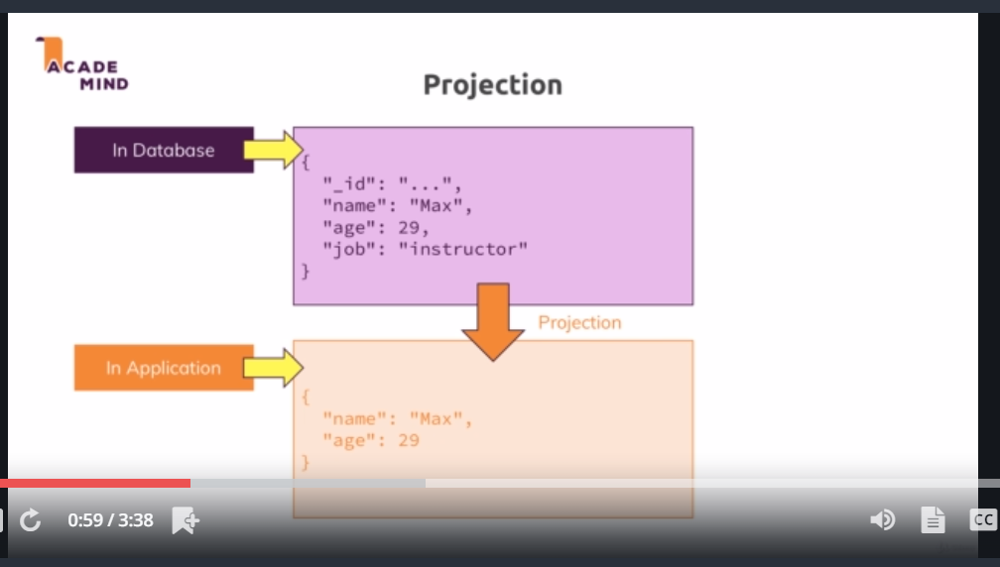 ACADE
MIND
Projection
In Database
{
"_id": "...",
"name": "Max",
"age": 29,
"job": "instructor"
}
Projection
In Application
{
"name": "Max",
"age": 29
}
0:59 / 3:38
CC